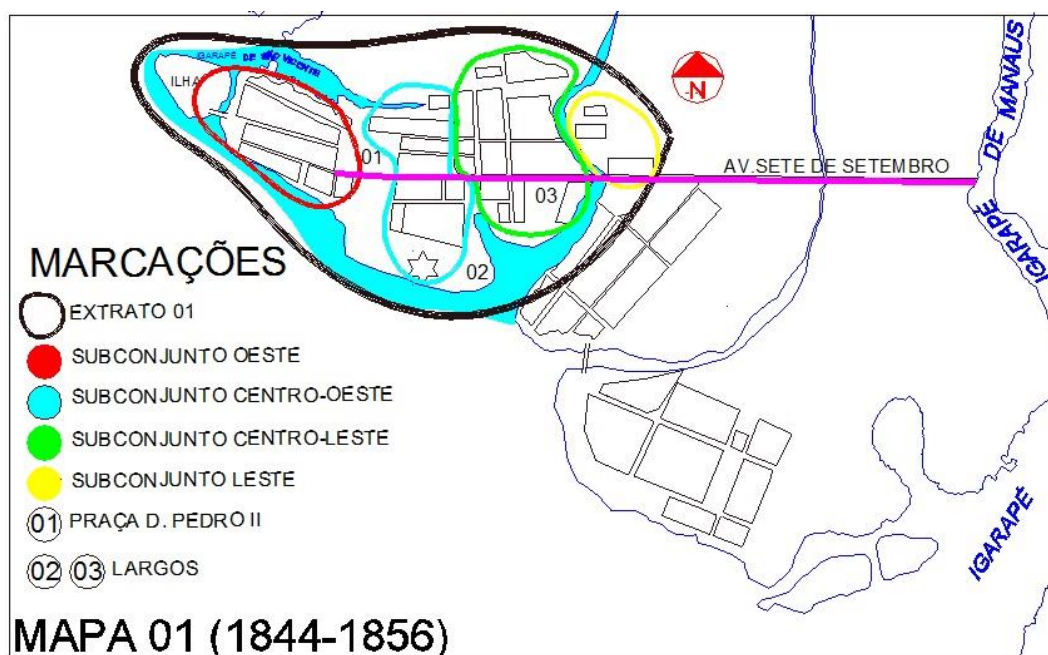 IGARAPÉ DE SÃO VICENTE
ILHA
N
01
AV.SETE DE SETEMBRO
03
02
IGARAPÉ DE MANAUS
IGARAPÉ
MARCAÇÕES
EXTRATO 01
SUBCONJUNTO OESTE
SUBCONJUNTO CENTRO-OESTE
SUBCONJUNTO CENTRO-LESTE
SUBCONJUNTO LESTE
01 PRAÇA D. PEDRO II
02 03 LARGOS
MAPA 01 (1844-1856)